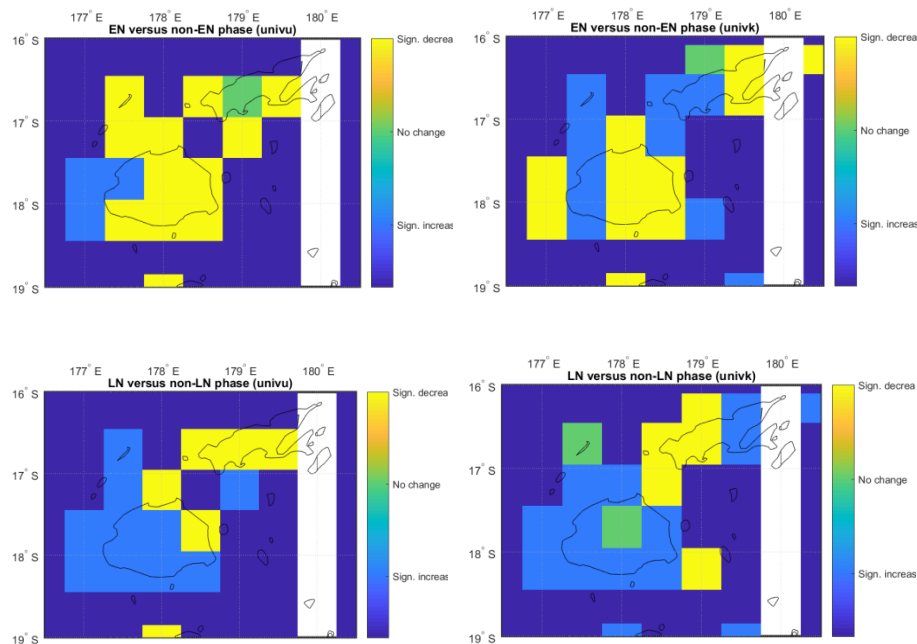 177° E 178° E 179° E 180° E
EN versus non-EN phase (univu)
16° S
17° S
18° S
19° S
Sign. decrea
No change
Sign. increas
177° E 178° E 179° E 180° E
EN versus non-EN phase (univk)
16° S
17° S
18° S
19° S
Sign. decrea
No change
Sign. increas
177° E 178° E 179° E 180° E
LN versus non-LN phase (univu)
16° S
17° S
18° S
19° S
Sign. decrea
No change
Sign. increas
177° E 178° E 179° E 180° E
LN versus non-LN phase (univk)
16° S
17° S
18° S
19° S
Sign. decrea
No change
Sign. increas